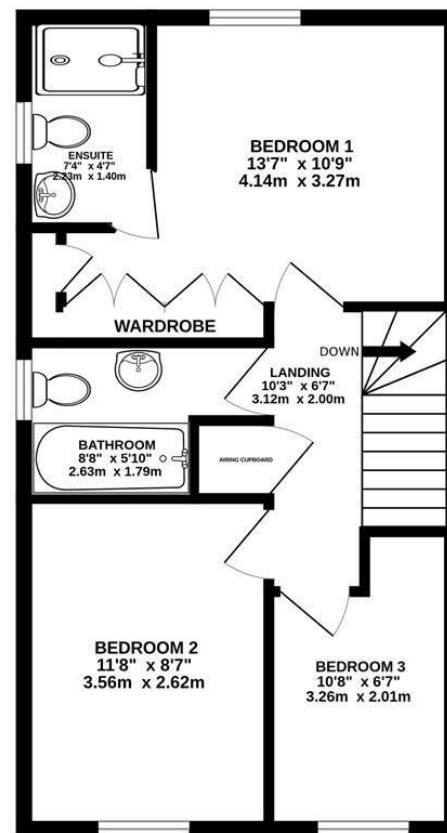 ENSUITE
7'4" x 4'7"
2.23m x 1.40m
BEDROOM 1
13'7" x 10'9"
4.14m x 3.27m
WARDROBE
DOWN
LANDING
10'3" x 6'7"
3.12m x 2.00m
BATHROOM
8'8" x 5'10"
2.63m x 1.79m
AIRING CUPBOARD
BEDROOM 2
11'8" x 8'7"
3.56m x 2.62m
BEDROOM 3
10'8" x 6'7"
3.26m x 2.01m